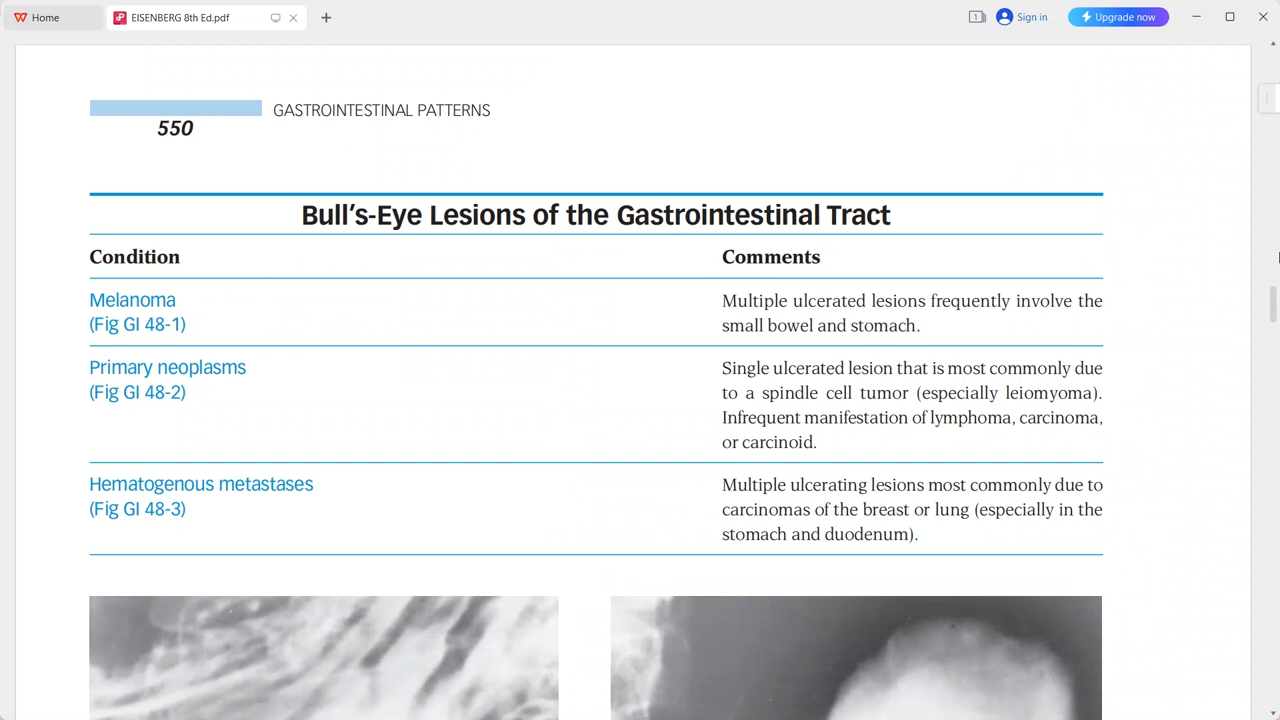 Home
EISENBERG 8th Ed.pdf
1
Sign in
Upgrade now
GASTROINTESTINAL PATTERNS
550
Bull's-Eye Lesions of the Gastrointestinal Tract
Condition
Comments
Melanoma
(Fig GI 48-1)
Multiple ulcerated lesions frequently involve the
small bowel and stomach.
Primary neoplasms
(Fig GI 48-2)
Single ulcerated lesion that is most commonly due
to a spindle cell tumor (especially leiomyoma).
Infrequent manifestation of lymphoma, carcinoma,
or carcinoid.
Hematogenous metastases
(Fig GI 48-3)
Multiple ulcerating lesions most commonly due to
carcinomas of the breast or lung (especially in the
stomach and duodenum).